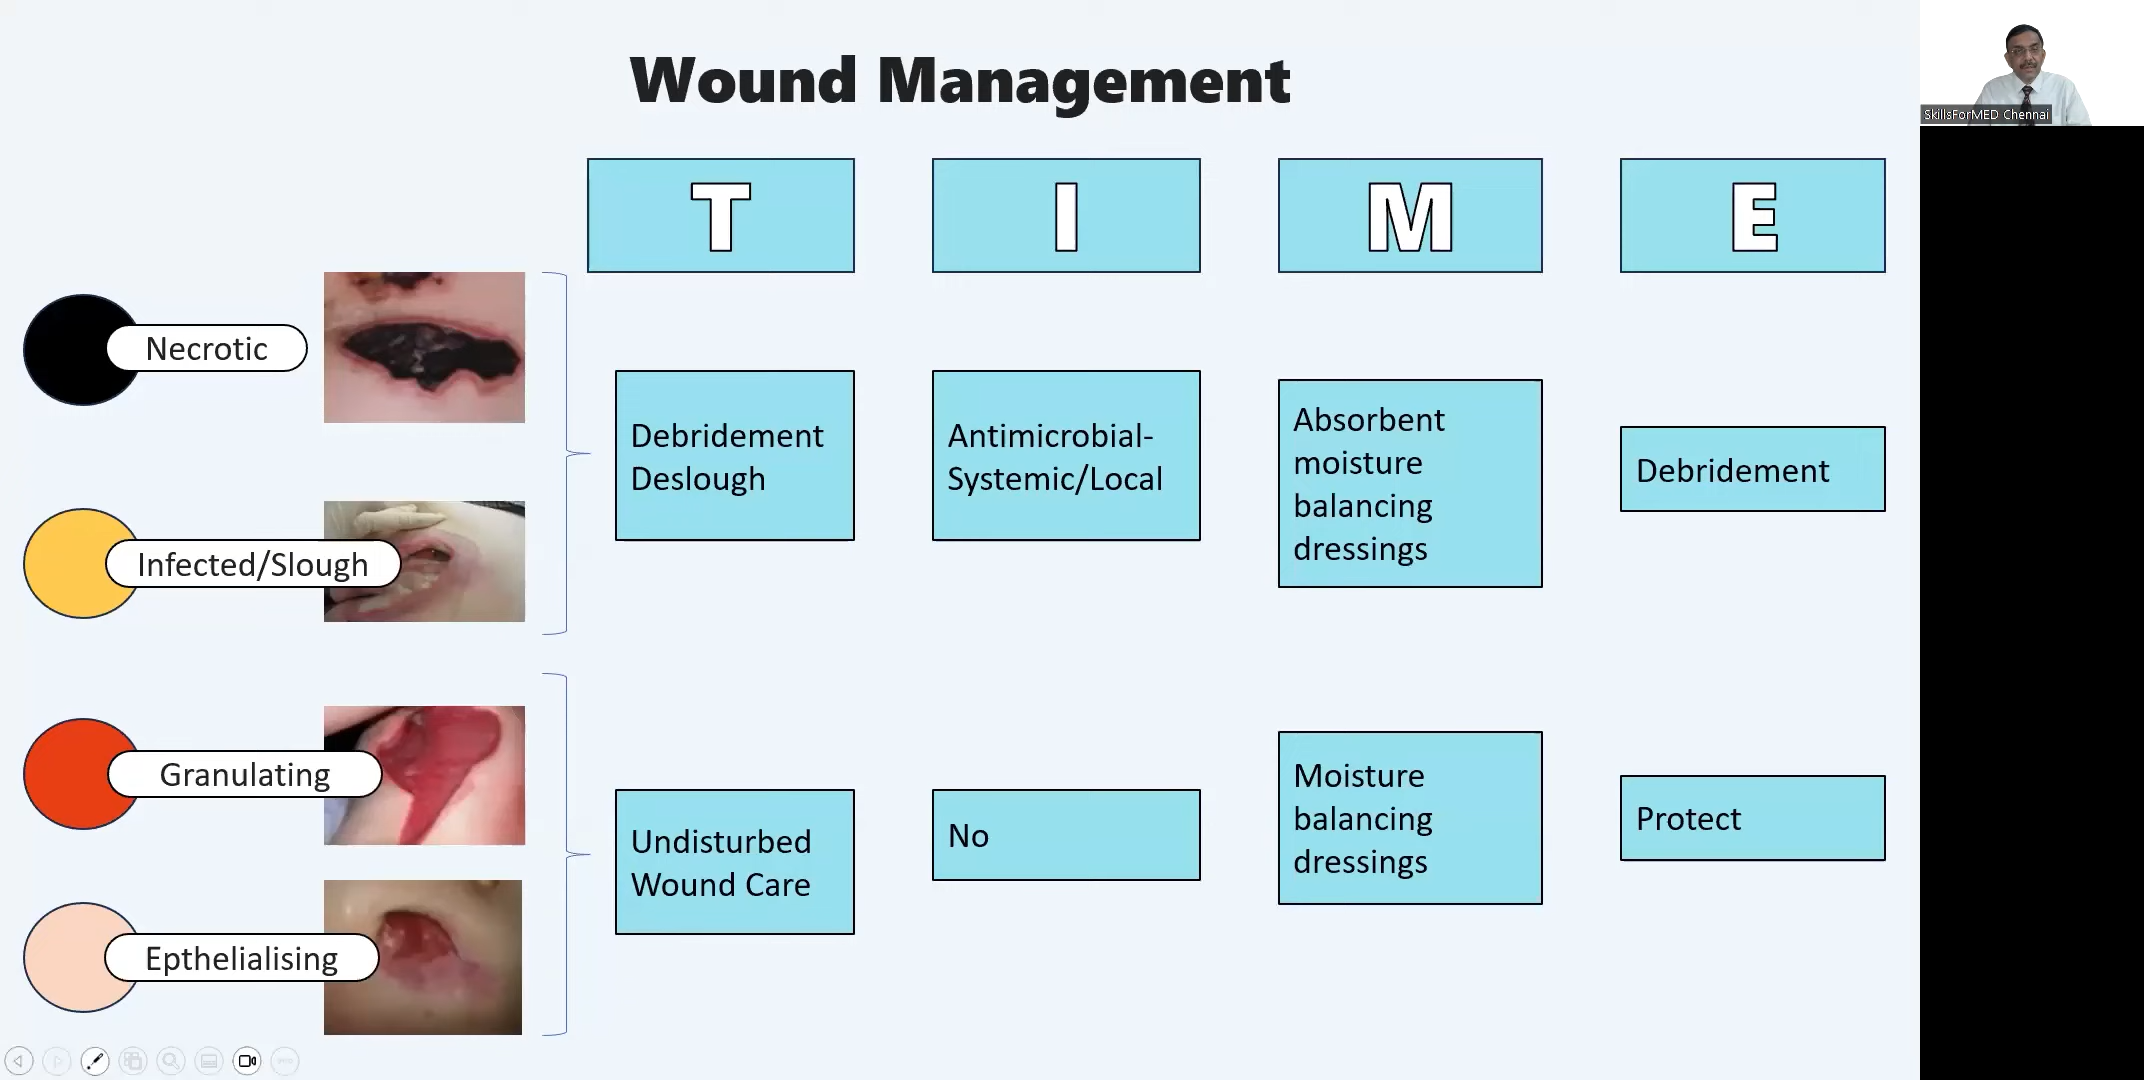 Wound Management
SkillsForMED Chennai
T
I
M
E
Necrotic
Infected/Slough
Debridement
Deslough
Antimicrobial-
Systemic/Local
Absorbent
moisture
balancing
dressings
Debridement
Granulating
Epthelialising
Undisturbed
Wound Care
No
Moisture
balancing
dressings
Protect